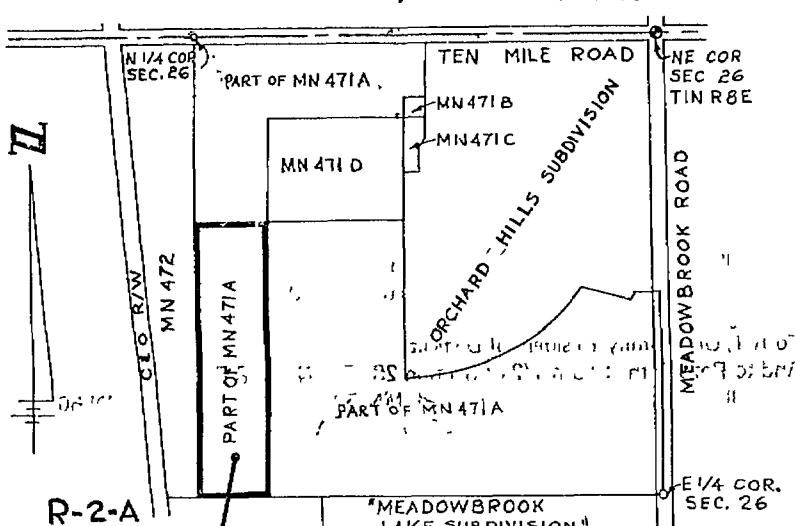 TEN MILE ROAD
N 1/4 COR
SEC. 26
PART OF MN 471A
NE COR
SEC 26
T1N R8E
MN 471B
MN 471C
MN 471D
ORCHARD HILLS SUBDIVISION
MEADOWBROOK ROAD
N
C&O R/W
MN 472
PART OF MN 471A
PART OF MN 471A
E 1/4 COR.
SEC. 26
R-2-A
"MEADOWBROOK
LAKE SUBDIVISION"